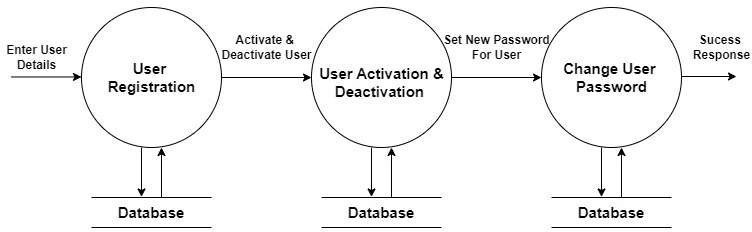 Enter User
Details
User
Registration
Activate &
Deactivate User
User Activation &
Deactivation
Set New Password
For User
Change User
Password
Sucess
Response
Database
Database
Database